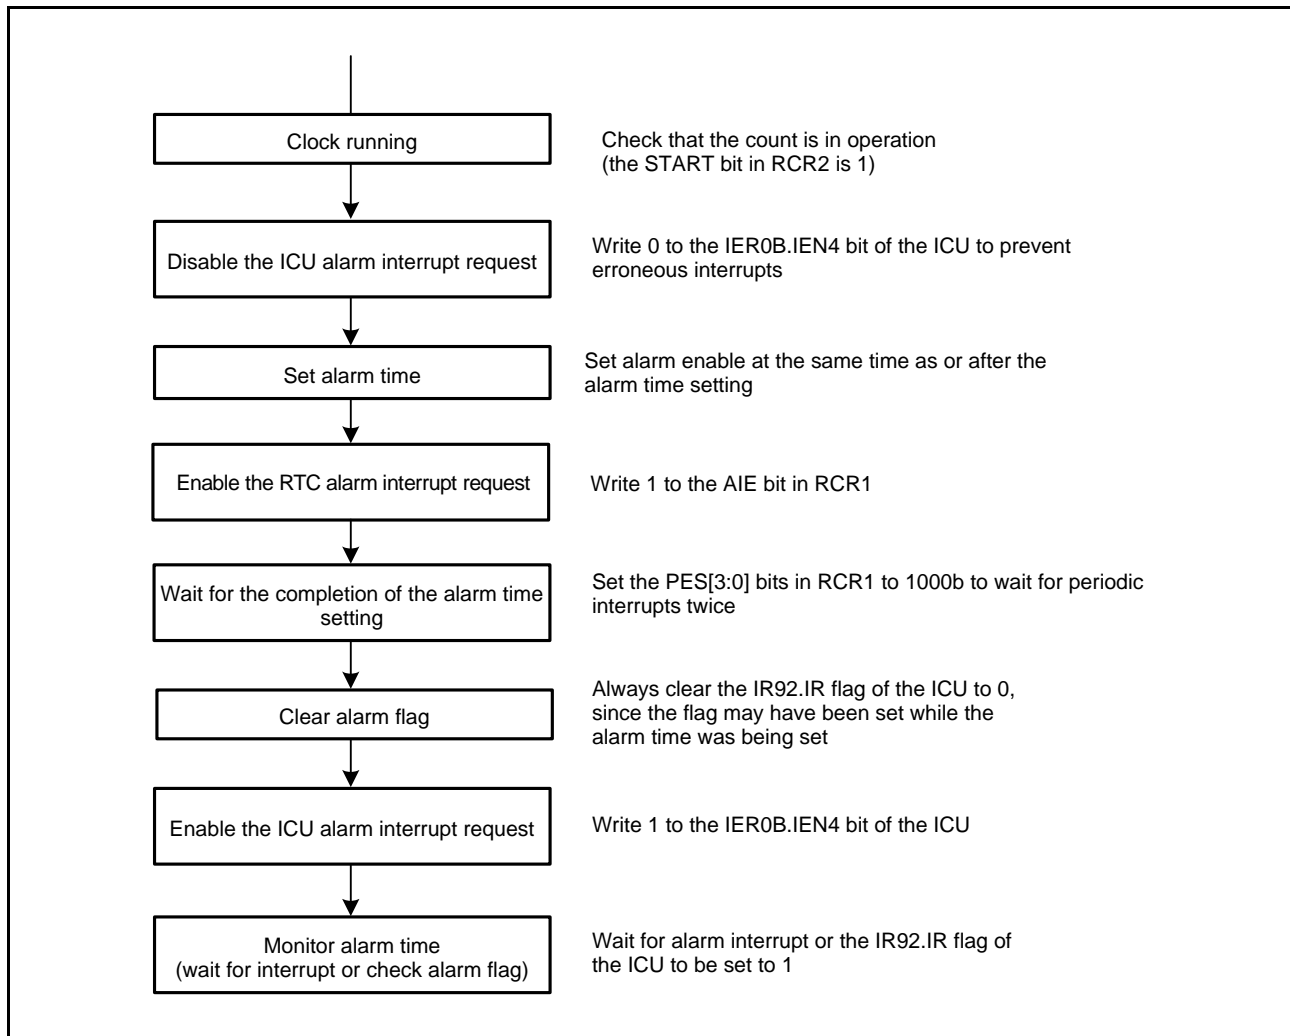 Clock running
Check that the count is in operation
(the START bit in RCR2 is 1)
Disable the ICU alarm interrupt request
Write 0 to the IER0B.IEN4 bit of the ICU to prevent
erroneous interrupts
Set alarm time
Set alarm enable at the same time as or after the
alarm time setting
Enable the RTC alarm interrupt request
Write 1 to the AIE bit in RCR1
Wait for the completion of the alarm time
setting
Set the PES[3:0] bits in RCR1 to 1000b to wait for periodic
interrupts twice
Clear alarm flag
Always clear the IR92.IR flag of the ICU to 0,
since the flag may have been set while the
alarm time was being set
Enable the ICU alarm interrupt request
Write 1 to the IER0B.IEN4 bit of the ICU
Monitor alarm time
(wait for interrupt or check alarm flag)
Wait for alarm interrupt or the IR92.IR flag of
the ICU to be set to 1